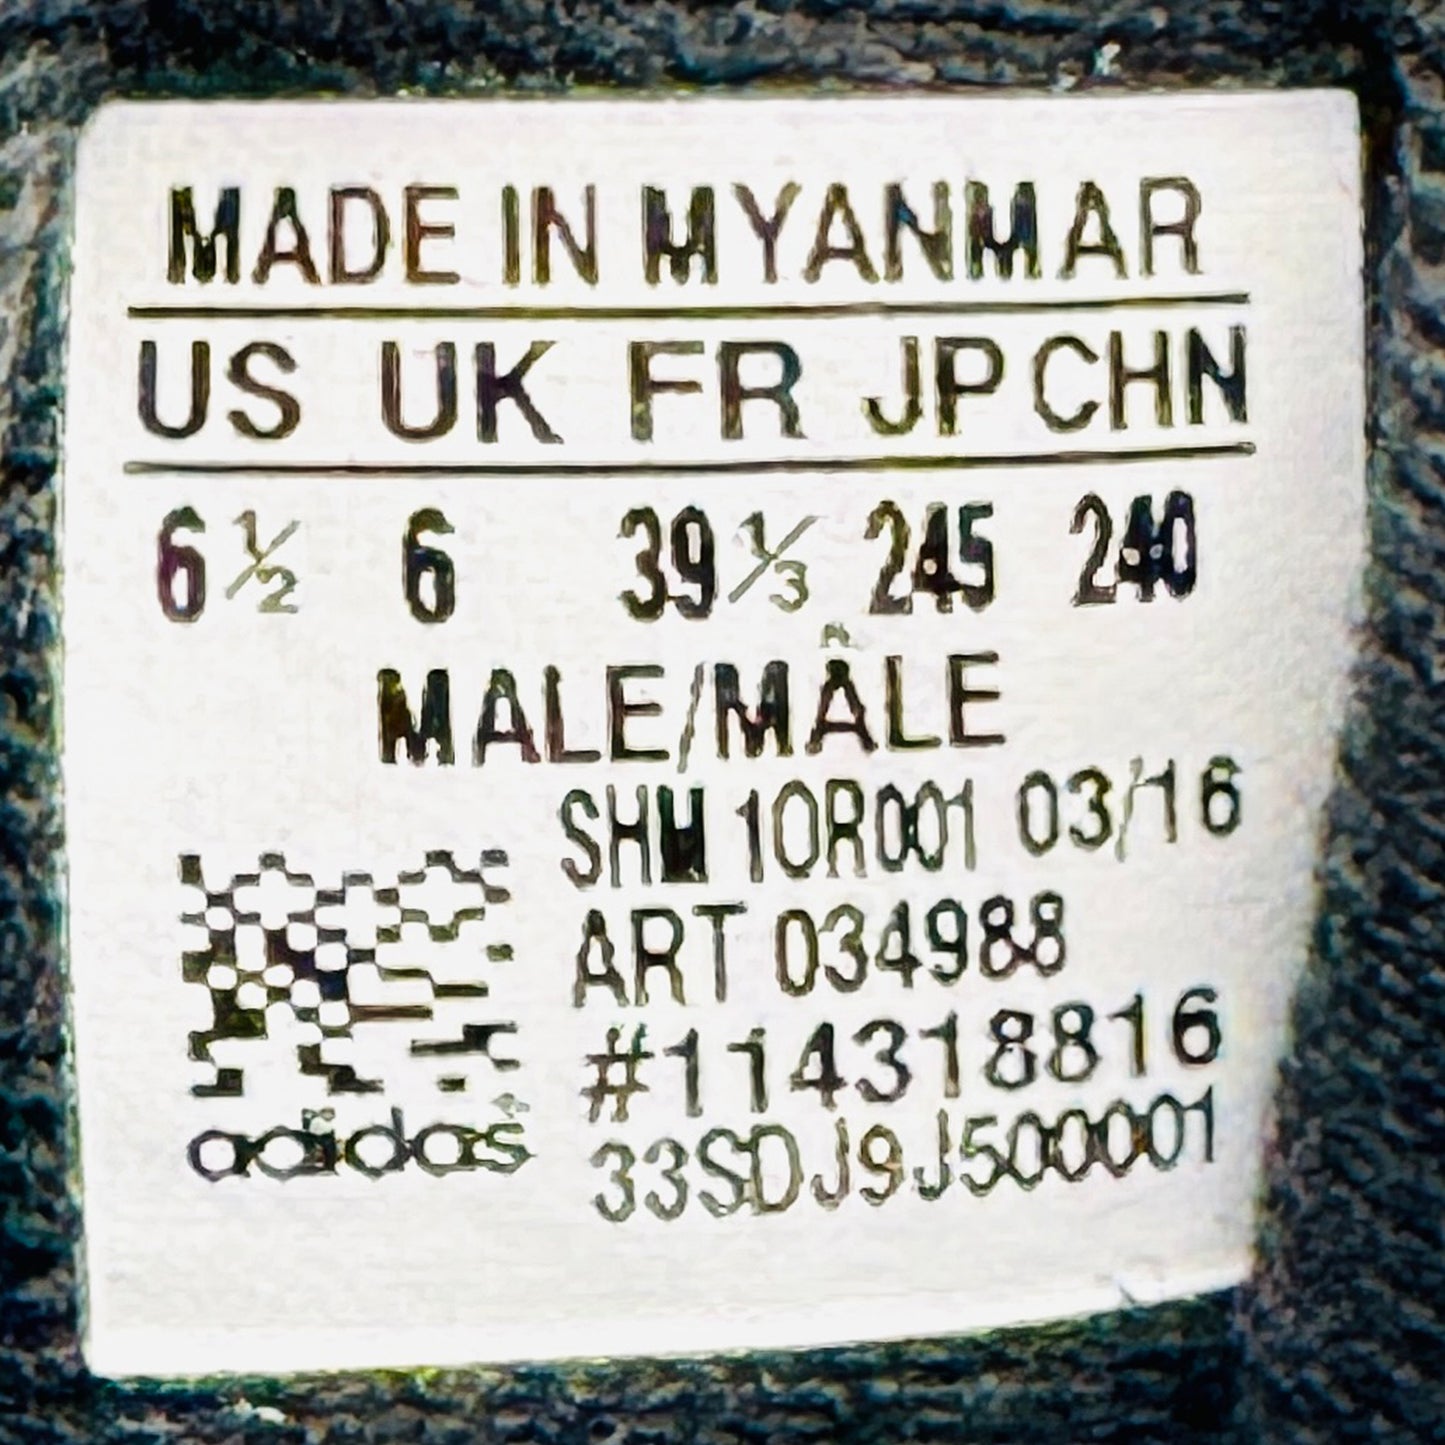 MADE IN MYANMAR
US UK FR JP CHN
6 ½ 6 39 ⅓ 245 240
MALE/MÂLE
SHM 10R001 03/16
ART 034988
#114318816
33SDJ9J500001
adidas